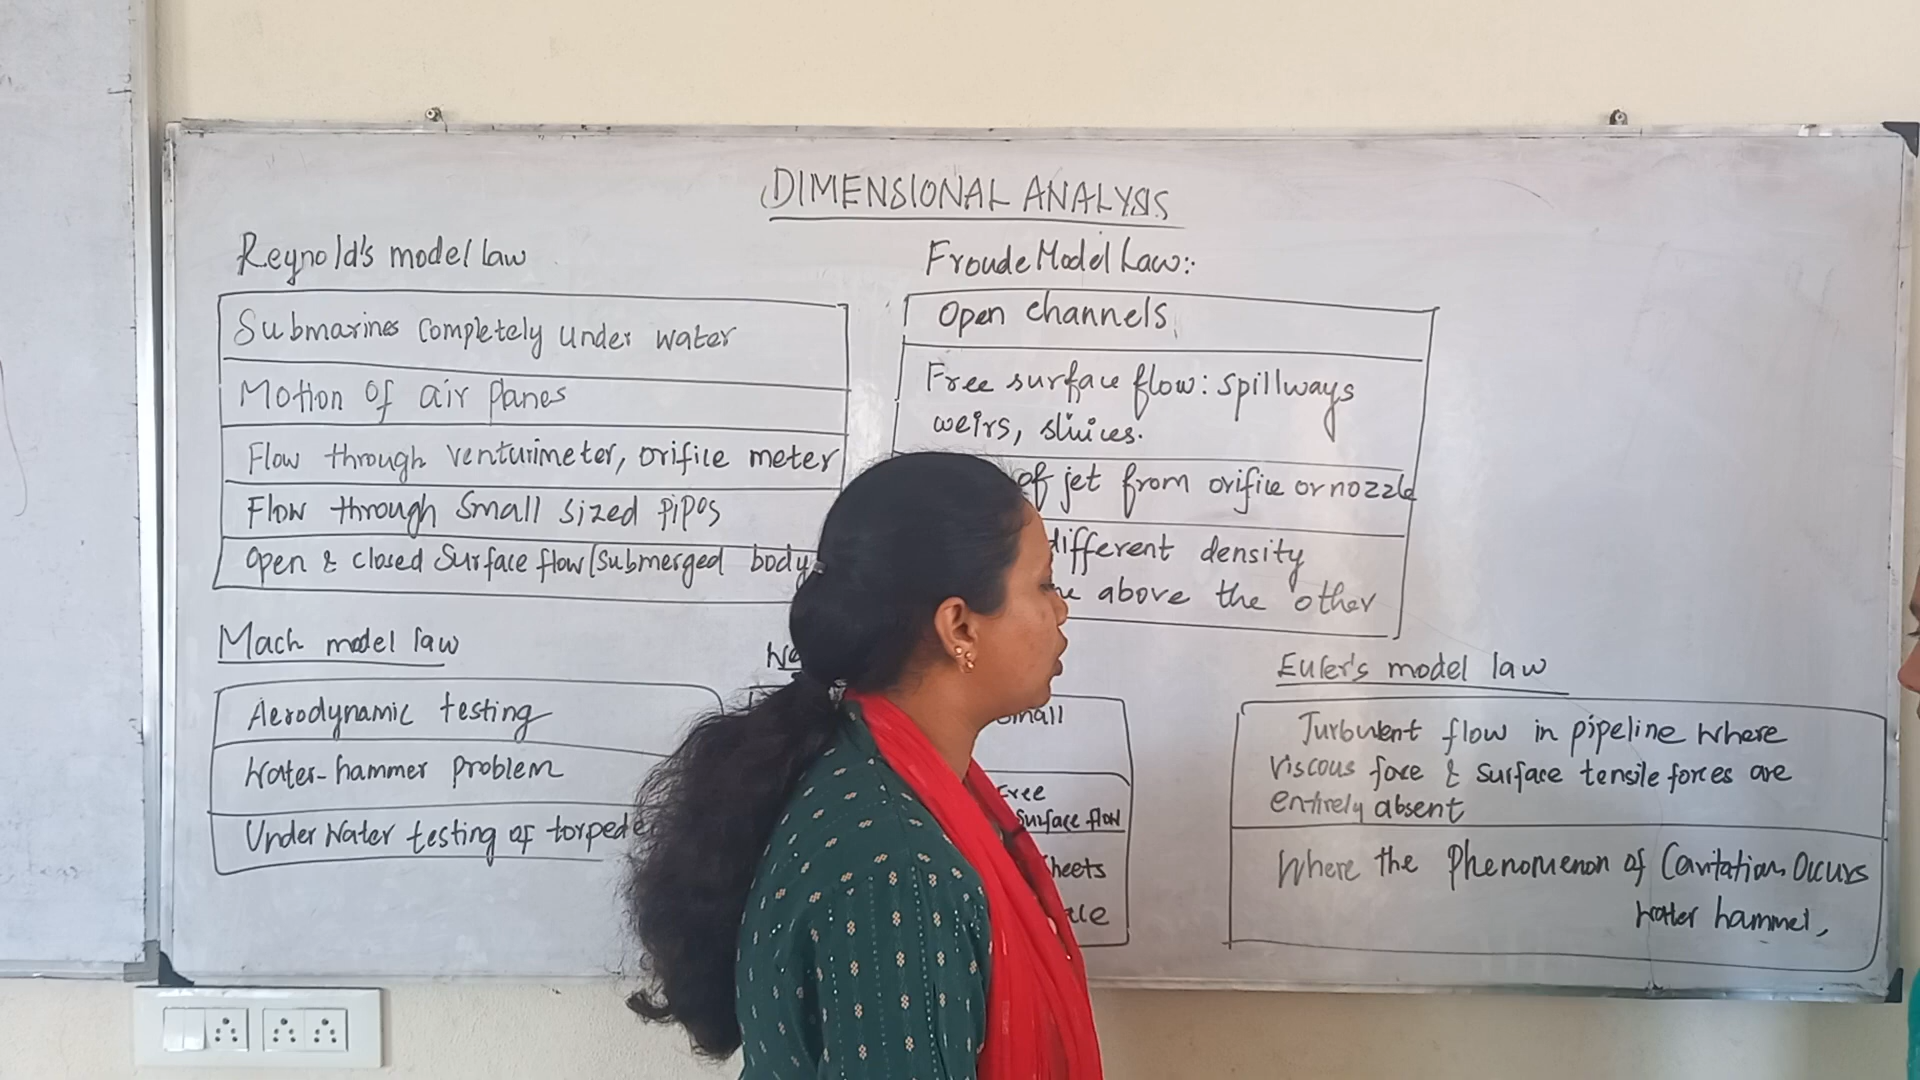 DIMENSIONAL ANALYSIS
Reynold's model law
Submarines completely under water
Motion of air planes
Flow through venturimeter, orifice meter
Flow through small sized pipes
Open & closed surface flow/submerged body
Froude Model Law:-
Open channels
Free surface flow: spillways
weirs, sluices.
of jet from orifice or nozzle
different density
above the other
Mach model law
Aerodynamic testing
Water-hammer problem
Under water testing of
small
Free
surface flow
Euler's model law
Turbulent flow in pipeline where
viscous force & surface tensile forces are
entirely absent
Where the phenomenon of Cavitation occurs
water hammer,